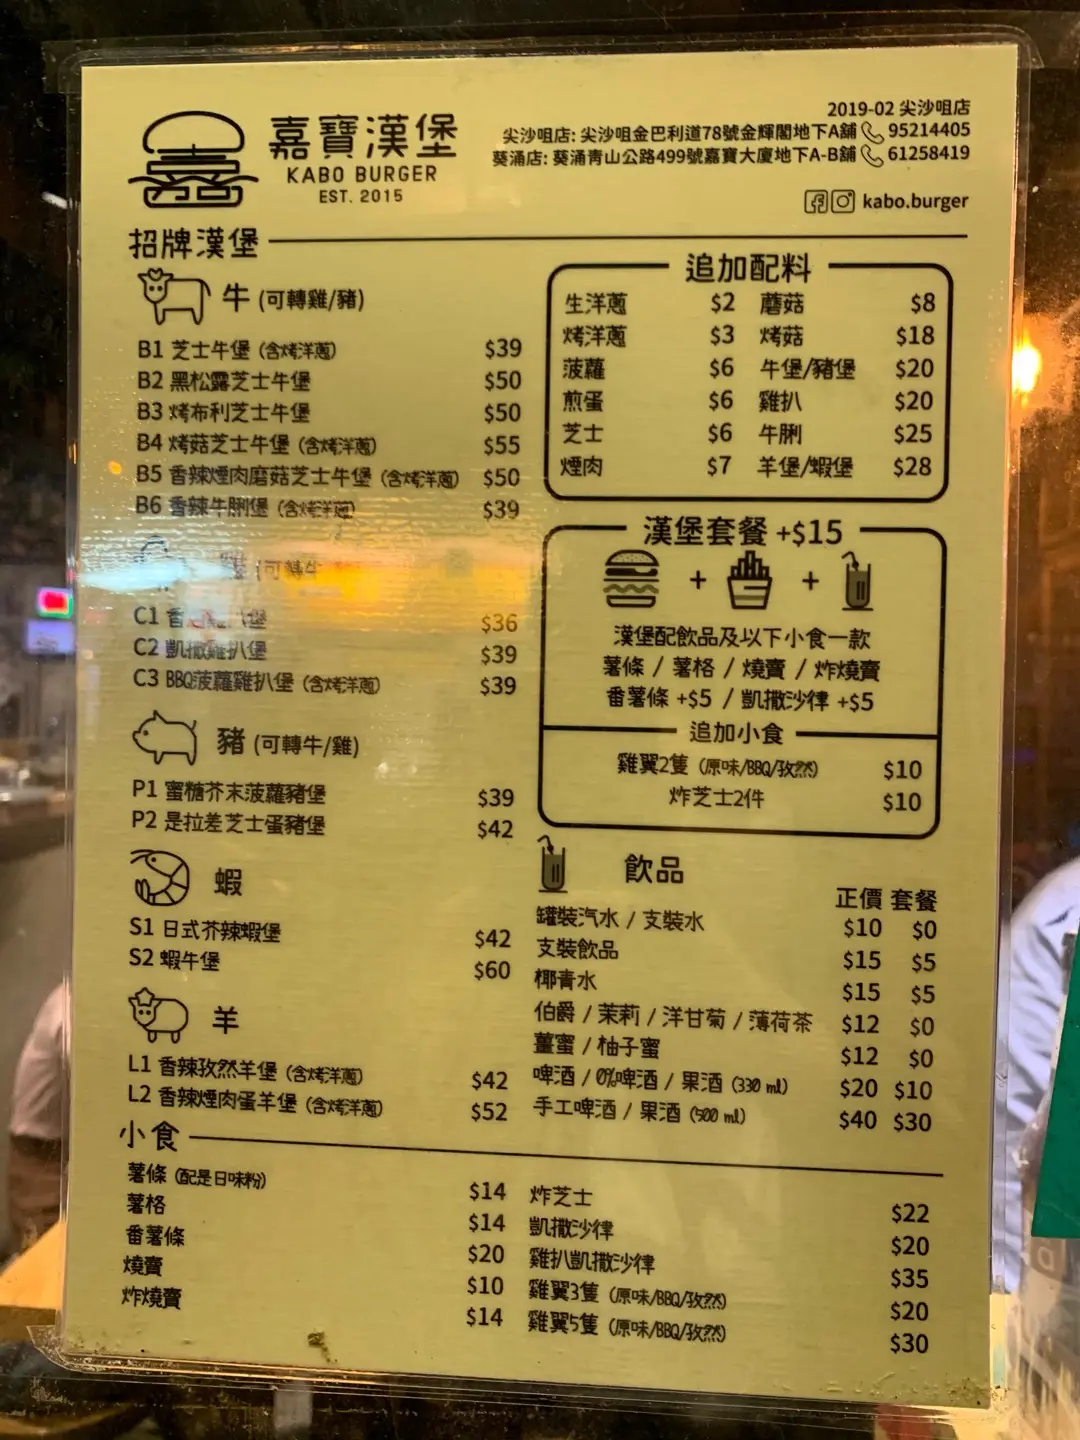 嘉寶漢堡
KABO BURGER
EST. 2015
2019-02 尖沙咀店
尖沙咀店: 尖沙咀金巴利道78號金輝閣地下A舖 95214405
葵涌店: 葵涌青山公路499號嘉寶大廈地下A-B舖 61258419
kabo.burger
招牌漢堡
牛 (可轉雞/豬)
B1 芝士牛堡 (含烤洋蔥) $39
B2 黑松露芝士牛堡 $50
B3 烤布利芝士牛堡 $50
B4 烤菇芝士牛堡 (含烤洋蔥) $55
B5 香辣煙肉蘑菇芝士牛堡 (含烤洋蔥) $50
B6 香辣牛脷堡 (含烤洋蔥) $39
(可轉牛
C1 香 扒堡 $36
C2 凱撒雞扒堡 $39
C3 BBQ菠蘿雞扒堡 (含烤洋蔥) $39
豬 (可轉牛/雞)
P1 蜜糖芥末菠蘿豬堡 $39
P2 是拉差芝士蛋豬堡 $42
蝦
S1 日式芥辣蝦堡 $42
S2 蝦牛堡 $60
羊
L1 香辣孜然羊堡 (含烤洋蔥) $42
L2 香辣煙肉蛋羊堡 (含烤洋蔥) $52
追加配料
生洋蔥 $2 蘑菇 $8
烤洋蔥 $3 烤菇 $18
菠蘿 $6 牛堡/豬堡 $20
煎蛋 $6 雞扒 $20
芝士 $6 牛脷 $25
煙肉 $7 羊堡/蝦堡 $28
漢堡套餐 +$15
+ +
漢堡配飲品及以下小食一款
薯條 / 薯格 / 燒賣 / 炸燒賣
番薯條 +$5 / 凱撒沙律 +$5
追加小食
雞翼2隻 (原味/BBQ/孜然) $10
炸芝士2件 $10
飲品
正價 套餐
罐裝汽水 / 支裝水 $10 $0
支裝飲品 $15 $5
椰青水 $15 $5
伯爵 / 茉莉 / 洋甘菊 / 薄荷茶 $12 $0
薑蜜 / 柚子蜜 $12 $0
啤酒 / 0%啤酒 / 果酒 (330 ml) $20 $10
手工啤酒 / 果酒 (500 ml) $40 $30
小食
薯條 (配是日味粉) $14
薯格 $14
番薯條 $20
燒賣 $10
炸燒賣 $14
炸芝士 $22
凱撒沙律 $20
雞扒凱撒沙律 $35
雞翼3隻 (原味/BBQ/孜然) $20
雞翼5隻 (原味/BBQ/孜然) $30